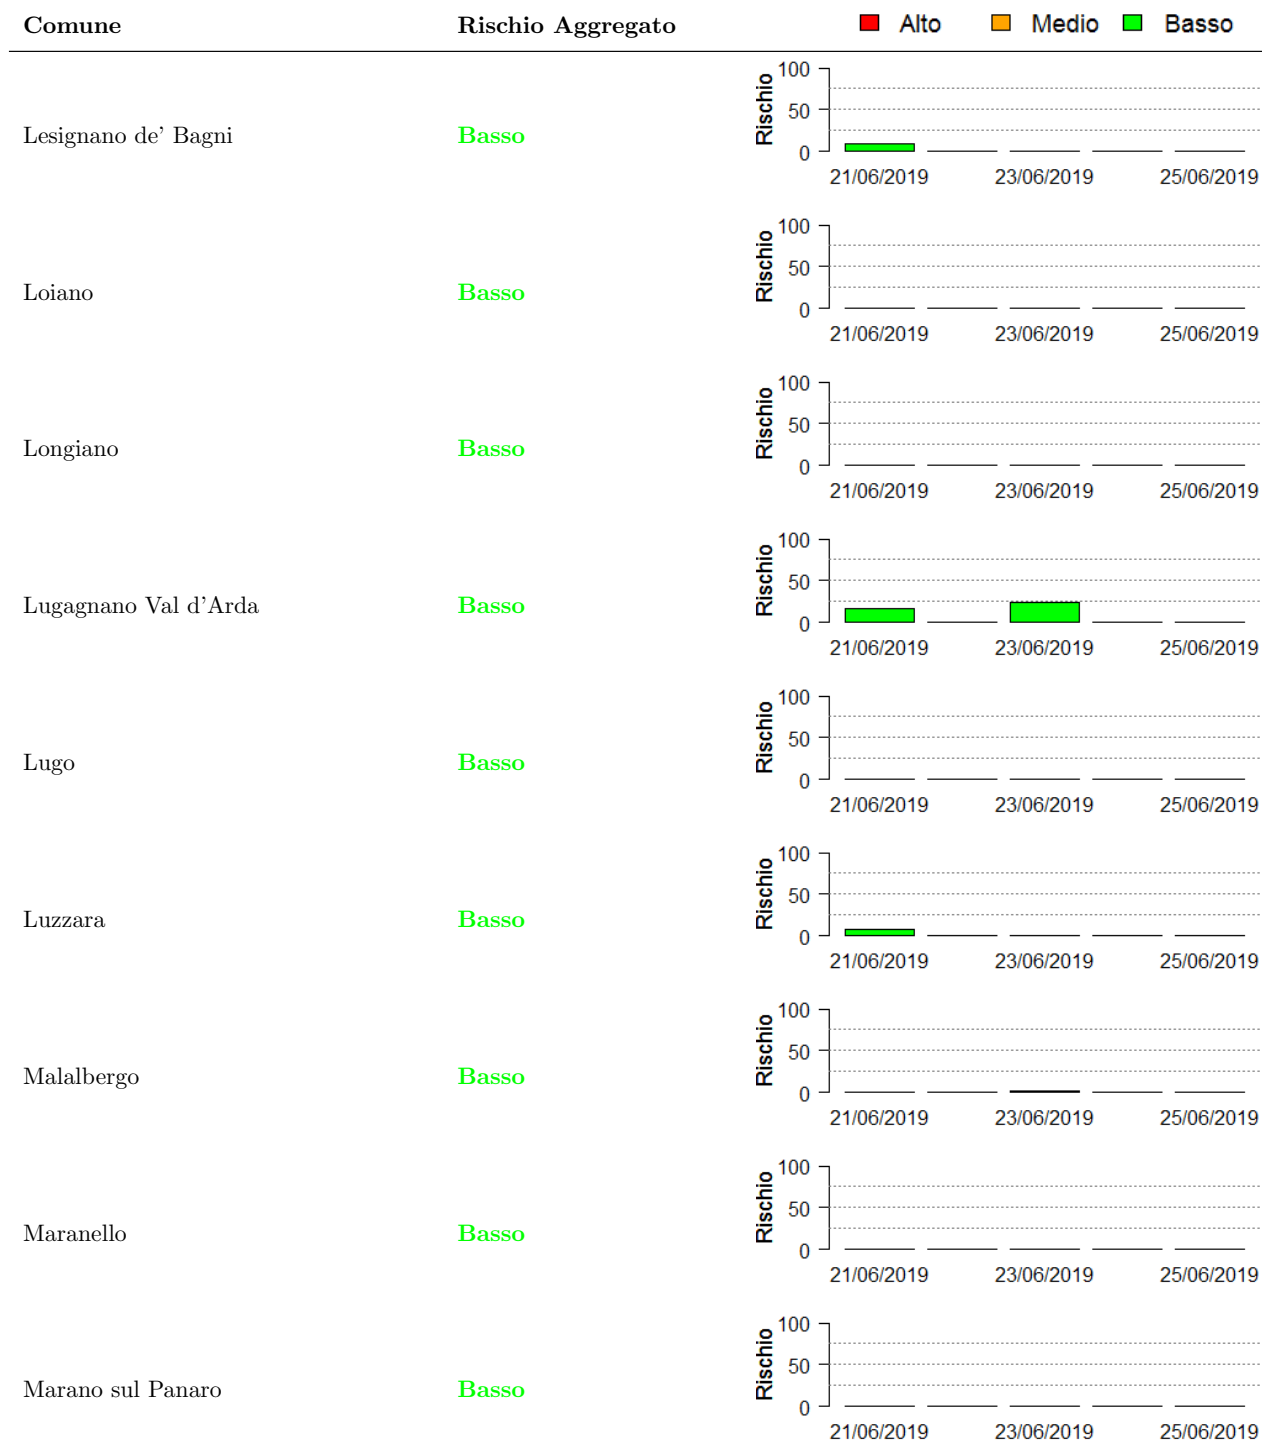 Comune Rischio Aggregato Alto Medio Basso
Lesignano de' Bagni Basso Rischio 100 50 0
21/06/2019 23/06/2019 25/06/2019
Loiano Basso Rischio 100 50 0
21/06/2019 23/06/2019 25/06/2019
Longiano Basso Rischio 100 50 0
21/06/2019 23/06/2019 25/06/2019
Lugagnano Val d'Arda Basso Rischio 100 50 0
21/06/2019 23/06/2019 25/06/2019
Lugo Basso Rischio 100 50 0
21/06/2019 23/06/2019 25/06/2019
Luzzara Basso Rischio 100 50 0
21/06/2019 23/06/2019 25/06/2019
Malalbergo Basso Rischio 100 50 0
21/06/2019 23/06/2019 25/06/2019
Maranello Basso Rischio 100 50 0
21/06/2019 23/06/2019 25/06/2019
Marano sul Panaro Basso Rischio 100 50 0
21/06/2019 23/06/2019 25/06/2019